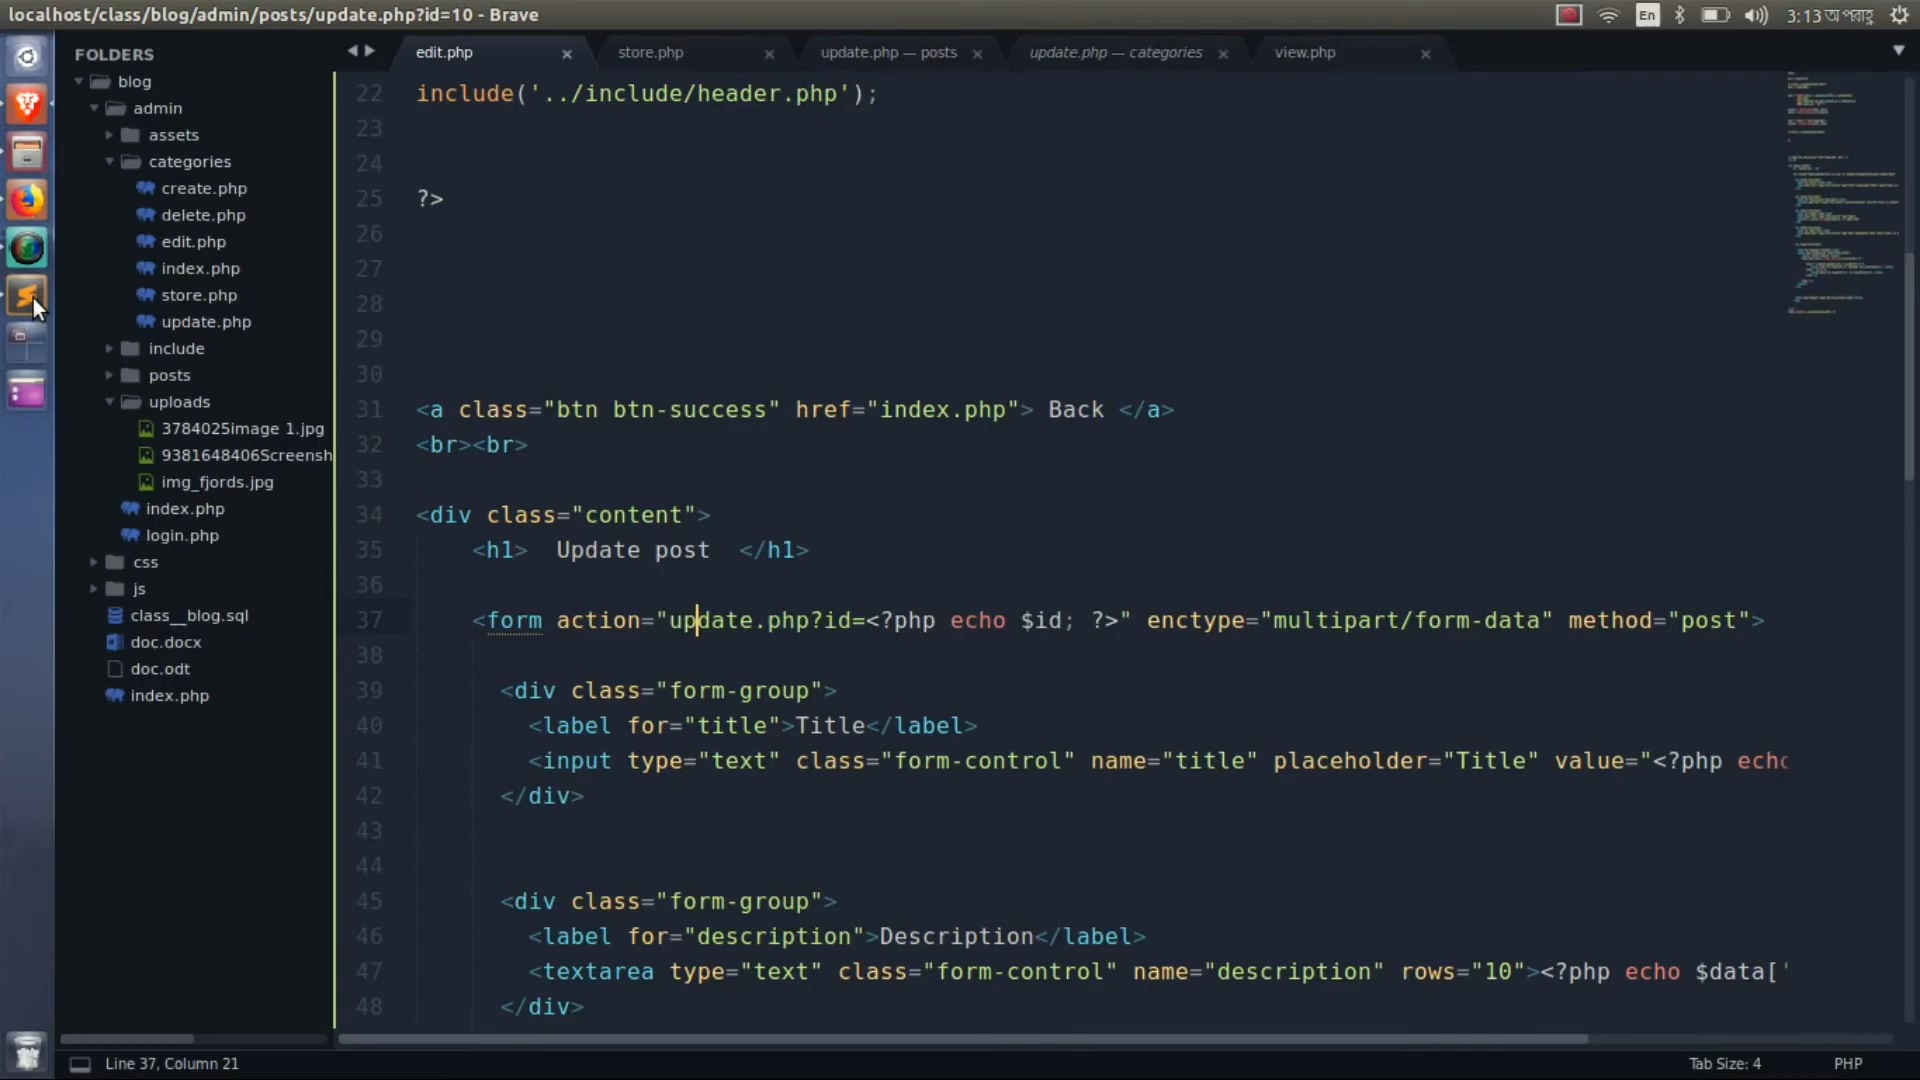 localhost/class/blog/admin/posts/update.php?id=10 - Brave
En
3:13 অপরাহ্ণ
FOLDERS
blog
admin
assets
categories
create.php
delete.php
edit.php
index.php
store.php
update.php
include
posts
uploads
3784025image 1.jpg
9381648406Screensh
img_fjords.jpg
index.php
login.php
css
js
class__blog.sql
doc.docx
doc.odt
index.php
edit.php
store.php
update.php — posts
update.php — categories
view.php
22 include('../include/header.php');
23
24
25 ?>
26
27
28
29
30
31 <a class="btn btn-success" href="index.php"> Back </a>
32 <br><br>
33
34 <div class="content">
35 <h1> Update post </h1>
36
37 <form action="update.php?id=<?php echo $id; ?>" enctype="multipart/form-data" method="post">
38
39 <div class="form-group">
40 <label for="title">Title</label>
41 <input type="text" class="form-control" name="title" placeholder="Title" value="<?php echo
42 </div>
43
44
45 <div class="form-group">
46 <label for="description">Description</label>
47 <textarea type="text" class="form-control" name="description" rows="10"><?php echo $data['
48 </div>
Line 37, Column 21
Tab Size: 4
PHP